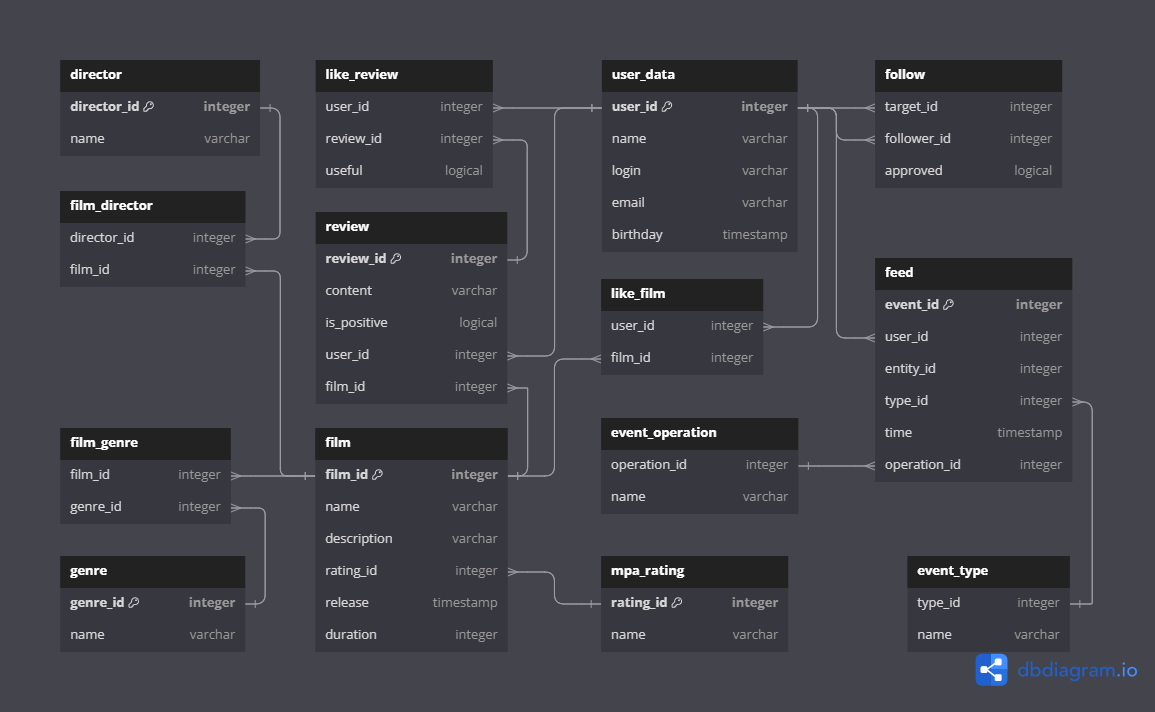 director
director_id integer
name varchar
film_director
director_id integer
film_id integer
film_genre
film_id integer
genre_id integer
genre
genre_id integer
name varchar
like_review
user_id integer
review_id integer
useful logical
review
review_id integer
content varchar
is_positive logical
user_id integer
film_id integer
film
film_id integer
name varchar
description varchar
rating_id integer
release timestamp
duration integer
user_data
user_id integer
name varchar
login varchar
email varchar
birthday timestamp
like_film
user_id integer
film_id integer
event_operation
operation_id integer
name varchar
mpa_rating
rating_id integer
name varchar
follow
target_id integer
follower_id integer
approved logical
feed
event_id integer
user_id integer
entity_id integer
type_id integer
time timestamp
operation_id integer
event_type
type_id integer
name varchar
dbdiagram.io